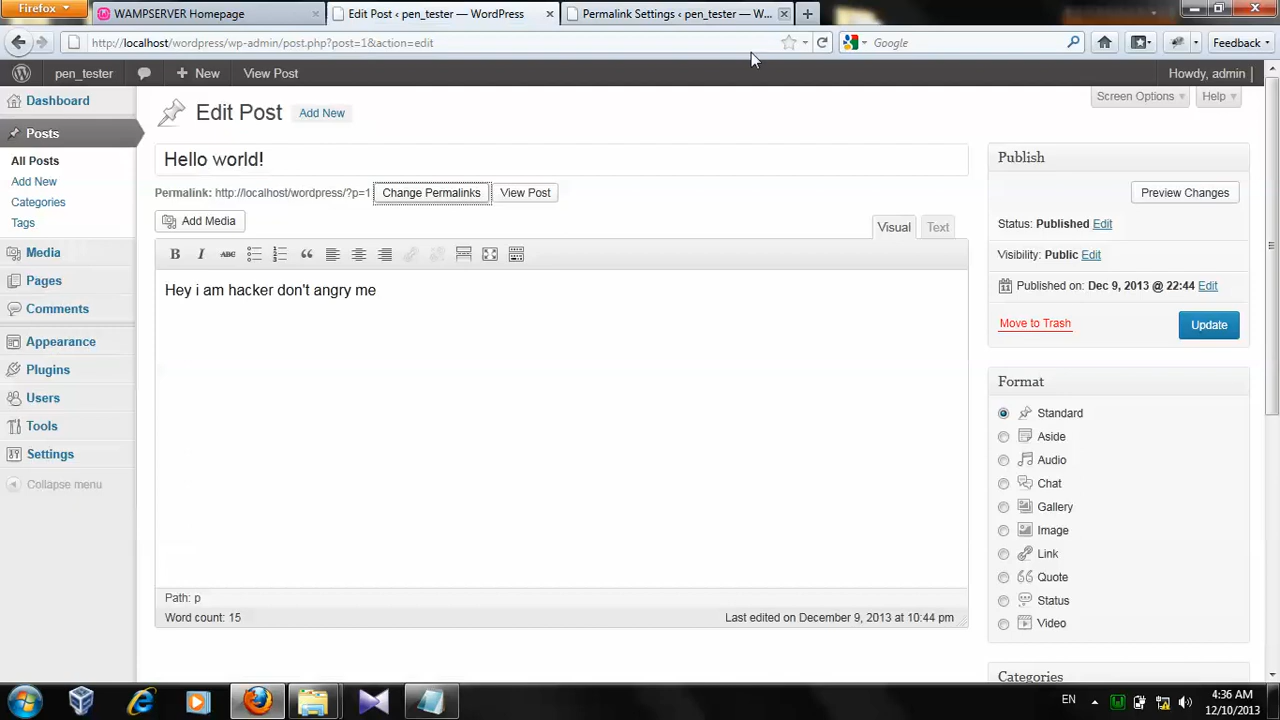 Firefox
WAMPSERVER Homepage
Edit Post ‹ pen_tester — WordPress
Permalink Settings ‹ pen_tester — W...
http://localhost/wordpress/wp-admin/post.php?post=1&action=edit
Google
Feedback
pen_tester
New
View Post
Howdy, admin
Dashboard
Posts
All Posts
Add New
Categories
Tags
Media
Pages
Comments
Appearance
Plugins
Users
Tools
Settings
Collapse menu
Screen Options
Help
Edit Post Add New
Hello world!
Permalink: http://localhost/wordpress/?p=1 Change Permalinks View Post
Add Media
Visual Text
B I ABC
Hey i am hacker don't angry me
Path: p
Word count: 15
Last edited on December 9, 2013 at 10:44 pm
Publish
Preview Changes
Status: Published Edit
Visibility: Public Edit
Published on: Dec 9, 2013 @ 22:44 Edit
Move to Trash
Update
Format
Standard
Aside
Audio
Chat
Gallery
Image
Link
Quote
Status
Video
Categories
EN
4:36 AM
12/10/2013